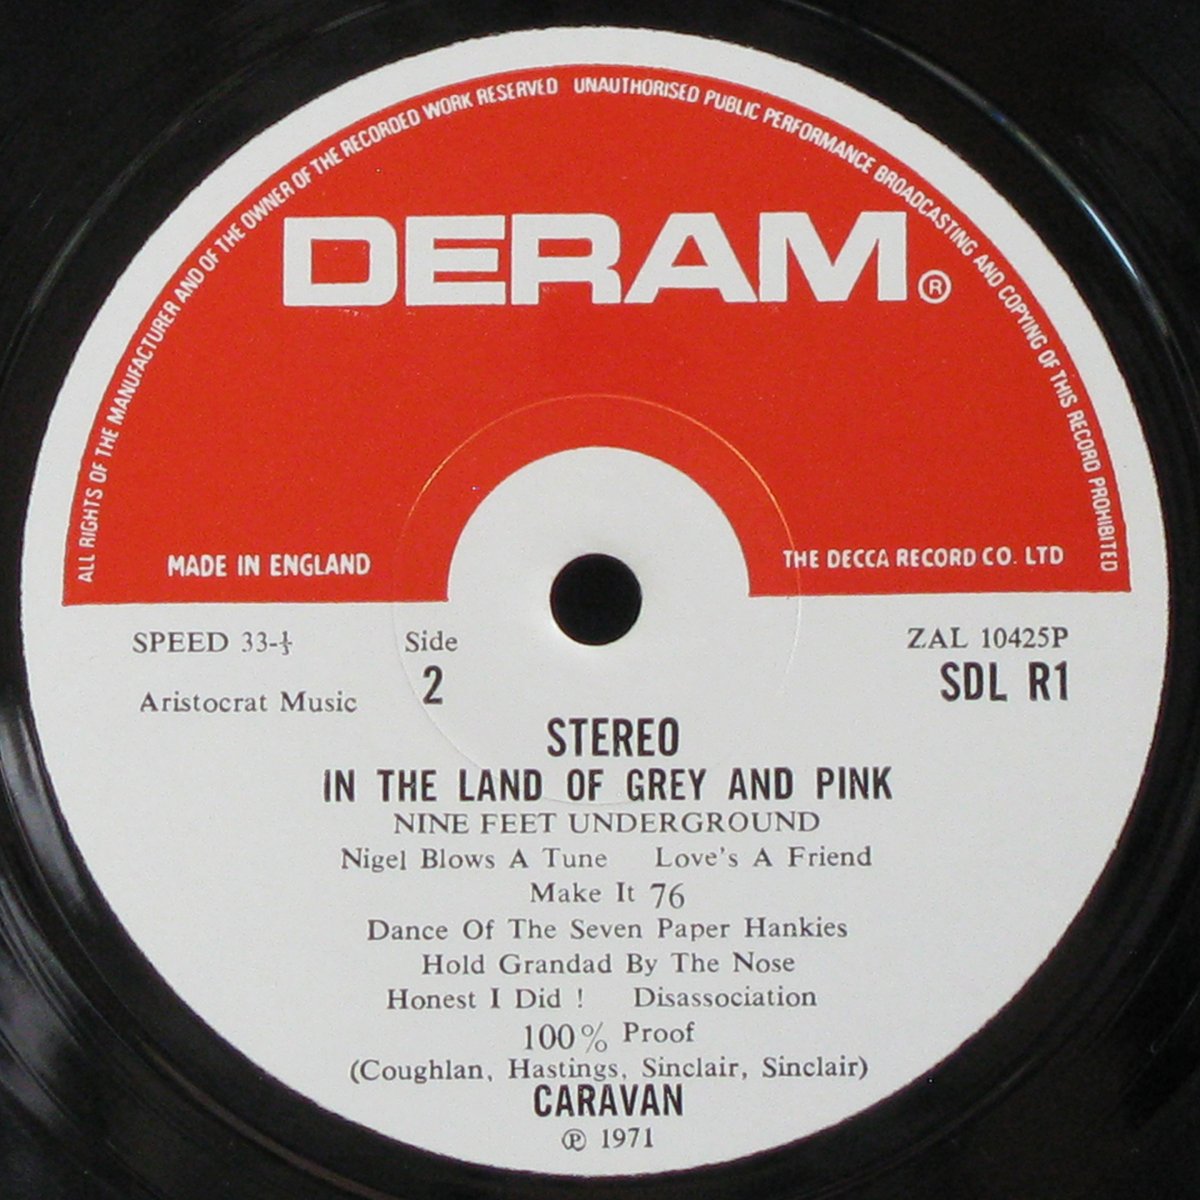 ALL RIGHTS OF THE MANUFACTURER AND OF THE OWNER OF THE RECORDED WORK RESERVED UNAUTHORISED PUBLIC PERFORMANCE BROADCASTING AND COPYING OF THIS RECORD PROHIBITED
DERAM®
MADE IN ENGLAND THE DECCA RECORD CO. LTD
SPEED 33-⅓ Side ZAL 10425P
Aristocrat Music 2 SDL R1
STEREO
IN THE LAND OF GREY AND PINK
NINE FEET UNDERGROUND
Nigel Blows A Tune Love's A Friend
Make It 76
Dance Of The Seven Paper Hankies
Hold Grandad By The Nose
Honest I Did ! Disassociation
100% Proof
(Coughlan, Hastings, Sinclair, Sinclair)
CARAVAN
℗ 1971